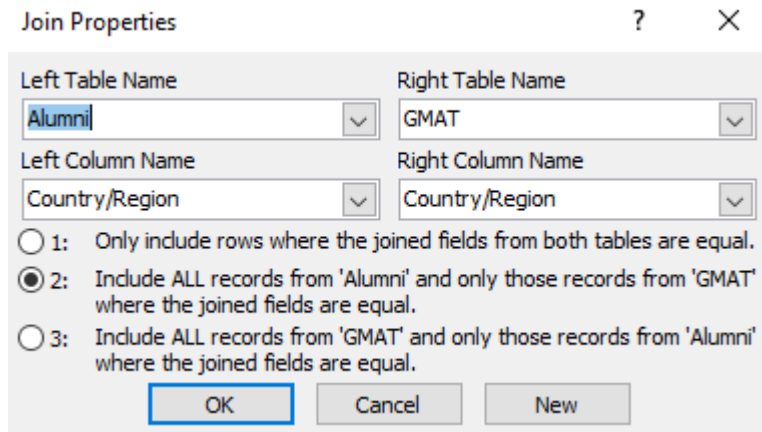 Join Properties ?
Left Table Name Right Table Name
Alumni GMAT
Left Column Name Right Column Name
Country/Region Country/Region
1: Only include rows where the joined fields from both tables are equal.
2: Include ALL records from 'Alumni' and only those records from 'GMAT'
where the joined fields are equal.
3: Include ALL records from 'GMAT' and only those records from 'Alumni'
where the joined fields are equal.
OK Cancel New